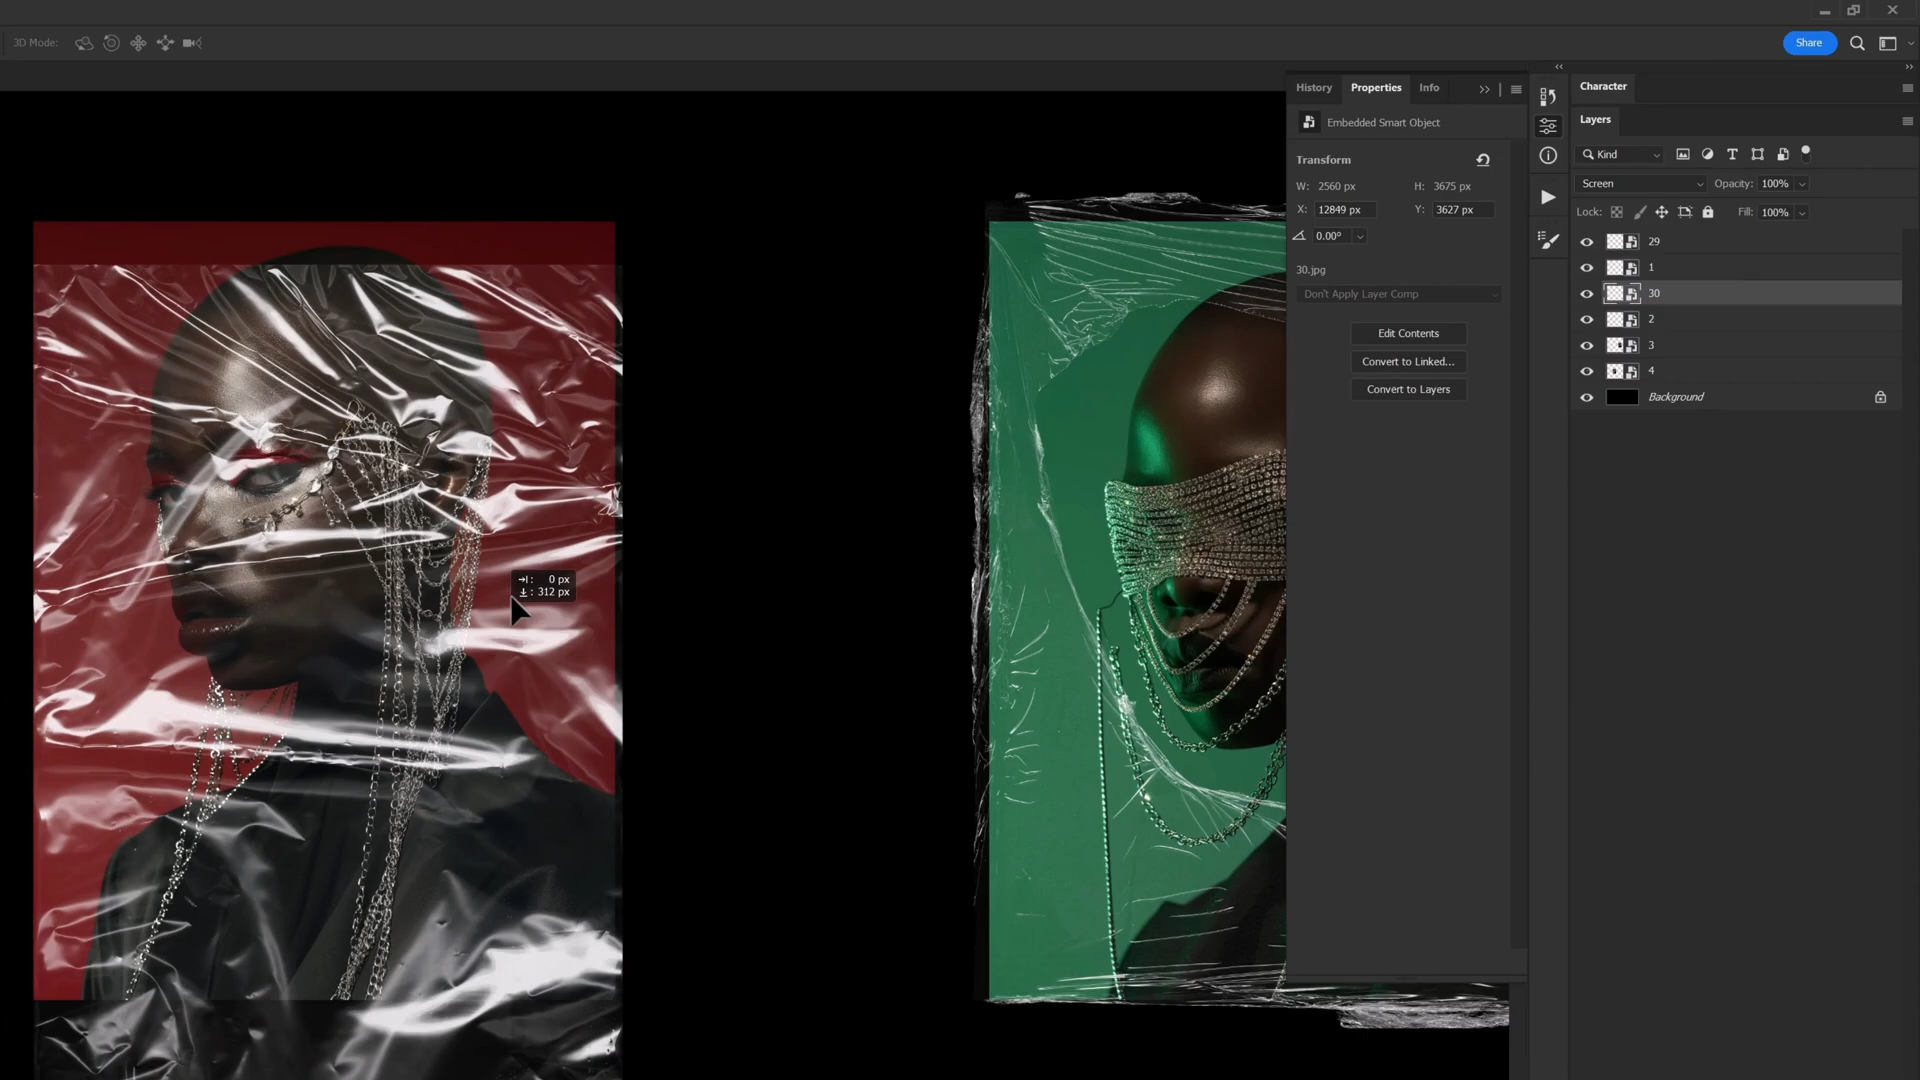 3D Mode:
Share
History
Properties
Info
Embedded Smart Object
Transform
W: 2560 px
H: 3675 px
X: 12849 px
Y: 3627 px
0.00°
30.jpg
Don't Apply Layer Comp
Edit Contents
Convert to Linked...
Convert to Layers
Character
Layers
Kind
Screen
Opacity: 100%
Lock:
Fill: 100%
29
1
30
2
3
4
Background
: 0 px
: 312 px